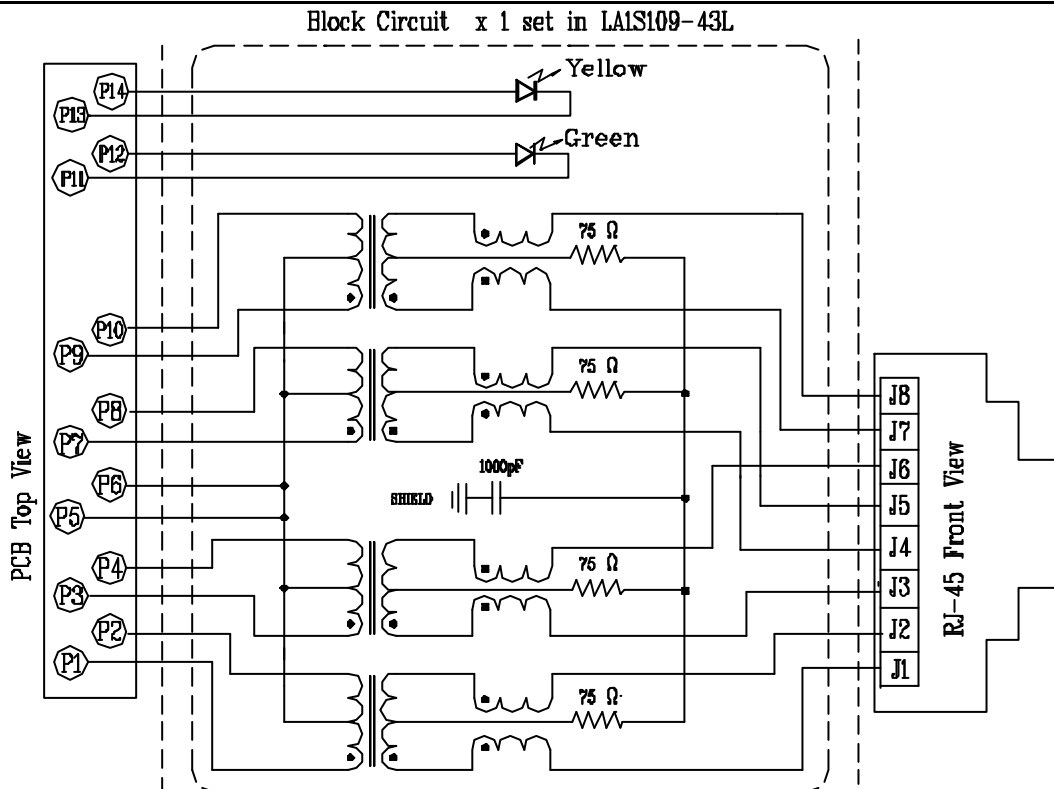 Block Circuit x 1 set in LA1S109-43L
Yellow
Green
P14
P13
P12
P11
P10
P9
P8
P7
P6
P5
P4
P3
P2
P1
PCB Top View
75 Ω
75 Ω
1000pF
SHIELD
75 Ω
75 Ω
J8
J7
J6
J5
J4
J3
J2
J1
RJ-45 Front View